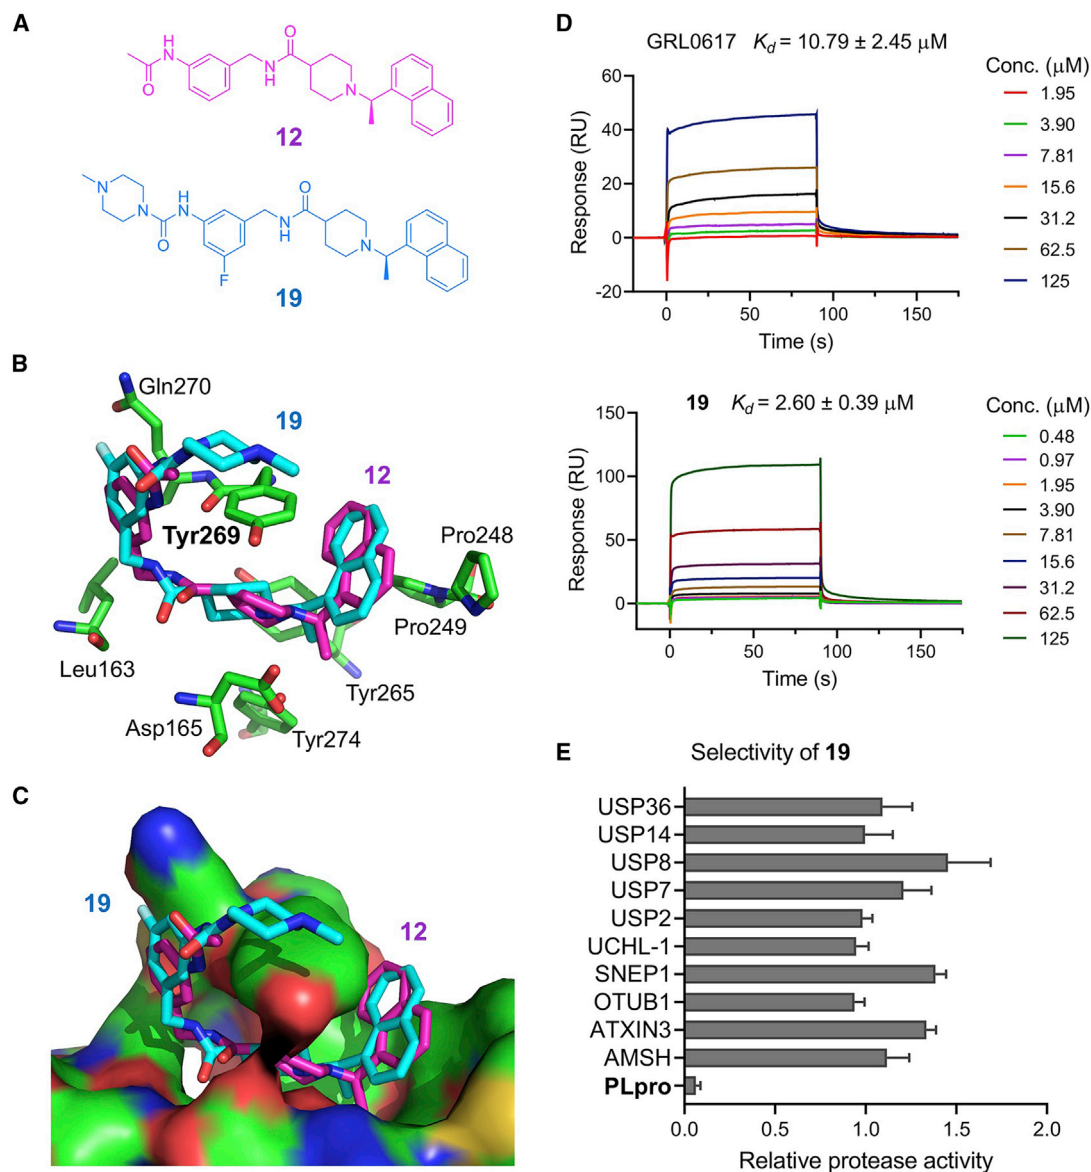 A
H
N
O
O
N
H
N
12
N
N
O
H
N
F
O
N
H
N
19
B
Gln270
19
12
Tyr269
Pro248
Pro249
Leu163
Tyr265
Asp165
Tyr274
C
19
12
D
GRL0617 Kd = 10.79 ± 2.45 μM
Conc. (μM)
60
40
20
0
-20
Response (RU)
0 50 100 150
Time (s)
1.95
3.90
7.81
15.6
31.2
62.5
125
19 Kd = 2.60 ± 0.39 μM
Conc. (μM)
150
100
50
0
Response (RU)
0 50 100 150
Time (s)
0.48
0.97
1.95
3.90
7.81
15.6
31.2
62.5
125
E
Selectivity of 19
USP36
USP14
USP8
USP7
USP2
UCHL-1
SNEP1
OTUB1
ATXIN3
AMSH
PLpro
0.0 0.5 1.0 1.5 2.0
Relative protease activity